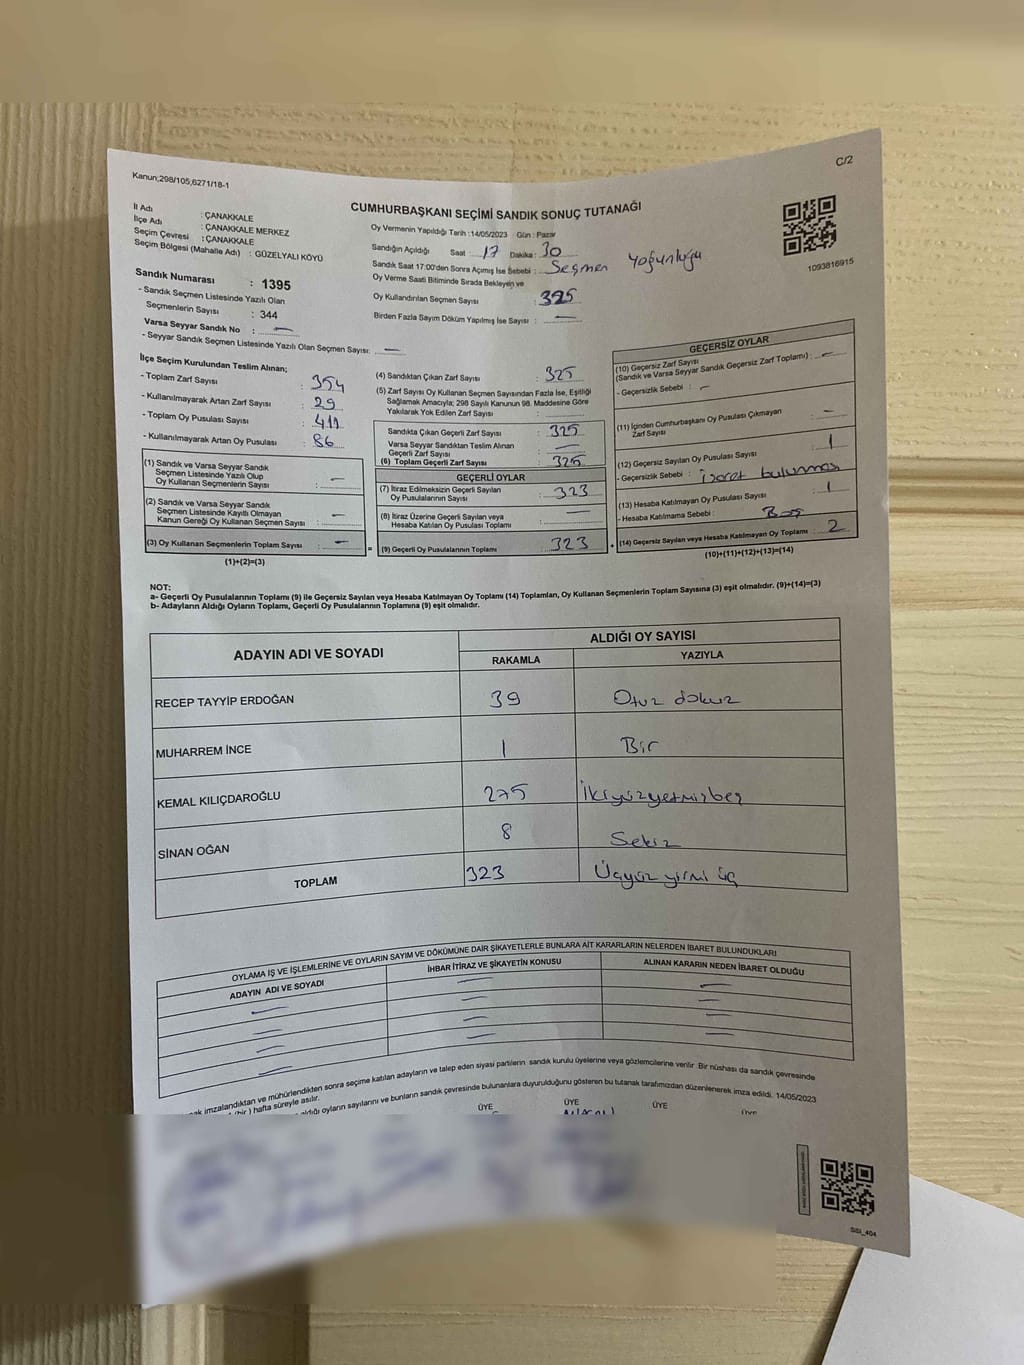 C/2
Kanun;298/105,6271/18-1
CUMHURBAŞKANI SEÇİMİ SANDIK SONUÇ TUTANAĞI
İl Adı : ÇANAKKALE
İlçe Adı : ÇANAKKALE MERKEZ
Seçim Çevresi : ÇANAKKALE
Seçim Bölgesi (Mahalle Adı) : GÜZELYALI KÖYÜ
Sandık Numarası : 1395
- Sandık Seçmen Listesinde Yazılı Olan
Seçmenlerin Sayısı : 344
Varsa Seyyar Sandık No : —
- Seyyar Sandık Seçmen Listesinde Yazılı Olan Seçmen Sayısı: —
Oy Vermenin Yapıldığı Tarih :14/05/2023 Gün : Pazar
Sandığın Açıldığı Saat : 17 Dakika : 30
Sandık Saat 17:00'den Sonra Açımış İse Sebebi : Seçmen Yoğunluğu
Oy Verme Saati Bitiminde Sırada Bekleyen ve
Oy Kullandırılan Seçmen Sayısı : 325
Birden Fazla Sayım Döküm Yapılmış İse Sayısı : —
1093816915
İlçe Seçim Kurulundan Teslim Alınan;
- Toplam Zarf Sayısı : 354
- Kullanılmayarak Artan Zarf Sayısı : 29
- Toplam Oy Pusulası Sayısı : 411
- Kullanılmayarak Artan Oy Pusulası : 86
(1) Sandık ve Varsa Seyyar Sandık
Seçmen Listesinde Yazılı Olup
Oy Kullanan Seçmenlerin Sayısı : —
(2) Sandık ve Varsa Seyyar Sandık
Seçmen Listesinde Kayıtlı Olmayan
Kanun Gereği Oy Kullanan Seçmen Sayısı : —
(3) Oy Kullanan Seçmenlerin Toplam Sayısı : —
(1)+(2)=(3)
(4) Sandıktan Çıkan Zarf Sayısı : 325
(5) Zarf Sayısı Oy Kullanan Seçmen Sayısından Fazla İse, Eşitliği
Sağlamak Amacıyla; 298 Sayılı Kanunun 98. Maddesine Göre
Yakılarak Yok Edilen Zarf Sayısı :
Sandıkta Çıkan Geçerli Zarf Sayısı : 325
Varsa Seyyar Sandıktan Teslim Alınan
Geçerli Zarf Sayısı : —
(6) Toplam Geçerli Zarf Sayısı : 325
GEÇERLİ OYLAR
(7) İtiraz Edilmeksizin Geçerli Sayılan
Oy Pusulalarının Sayısı : 323
(8) İtiraz Üzerine Geçerli Sayılan veya
Hesaba Katılan Oy Pusulası Toplamı : —
= (9) Geçerli Oy Pusulalarının Toplamı : 323
GEÇERSİZ OYLAR
(10) Geçersiz Zarf Sayısı
(Sandık ve Varsa Seyyar Sandık Geçersiz Zarf Toplamı) : —
- Geçersizlik Sebebi : —
(11) İçinden Cumhurbaşkanı Oy Pusulası Çıkmayan
Zarf Sayısı : —
(12) Geçersiz Sayılan Oy Pusulası Sayısı : 1
- Geçersizlik Sebebi : İşaret bulunması
(13) Hesaba Katılmayan Oy Pusulası Sayısı : 1
- Hesaba Katılmama Sebebi : Boş
+ (14) Geçersiz Sayılan veya Hesaba Katılmayan Oy Toplamı : 2
(10)+(11)+(12)+(13)=(14)
NOT:
a- Geçerli Oy Pusulalarının Toplamı (9) ile Geçersiz Sayılan veya Hesaba Katılmayan Oy Toplamı (14) Toplamları, Oy Kullanan Seçmenlerin Toplam Sayısına (3) eşit olmalıdır. (9)+(14)=(3)
b- Adayların Aldığı Oyların Toplamı, Geçerli Oy Pusulalarının Toplamına (9) eşit olmalıdır.
ADAYIN ADI VE SOYADI ALDIĞI OY SAYISI
RAKAMLA YAZIYLA
RECEP TAYYİP ERDOĞAN 39 Otuz dokuz
MUHARREM İNCE 1 Bir
KEMAL KILIÇDAROĞLU 275 İkiyüzyetmişbeş
SİNAN OĞAN 8 Sekiz
TOPLAM 323 Üçyüz yirmi üç
OYLAMA İŞ VE İŞLEMLERİNE VE OYLARIN SAYIM VE DÖKÜMÜNE DAİR ŞİKAYETLERLE BUNLARA AİT KARARLARIN NELERDEN İBARET BULUNDUKLARI
ADAYIN ADI VE SOYADI İHBAR İTİRAZ VE ŞİKAYETİN KONUSU ALINAN KARARIN NEDEN İBARET OLDUĞU
imzalandıktan ve mühürlendikten sonra seçime katılan adayların ve talep eden siyasi partilerin sandık kurulu üyelerine veya gözlemcilerine verilir. Bir nüshası da sandık çevresinde
hafta süreyle asılır.
aldığı oyların sayılarını ve bunların sandık çevresinde bulunanlara duyurulduğunu gösteren bu tutanak tarafımızdan düzenlenerek imza edildi. 14/05/2023
ÜYE ÜYE ÜYE
SSI_404